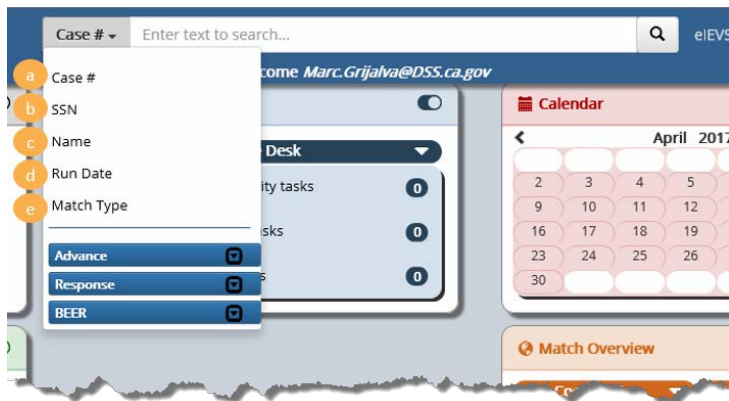 Case # Enter text to search... eIEVS
come Marc.Grijalva@DSS.ca.gov
a Case #
b SSN
c Name
d Run Date
e Match Type
Advance
Response
BEER
Desk
ity tasks 0
sks 0
s 0
Calendar
April 2017
2 3 4 5
9 10 11 12
16 17 18 19
23 24 25 26
30
Match Overview